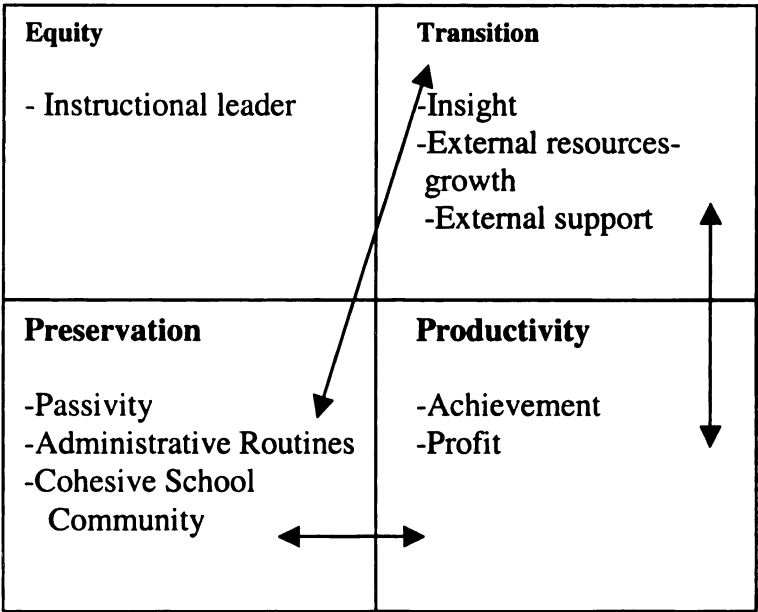 Equity
- Instructional leader
Transition
-Insight
-External resources-
growth
-External support
Preservation
-Passivity
-Administrative Routines
-Cohesive School
Community
Productivity
-Achievement
-Profit